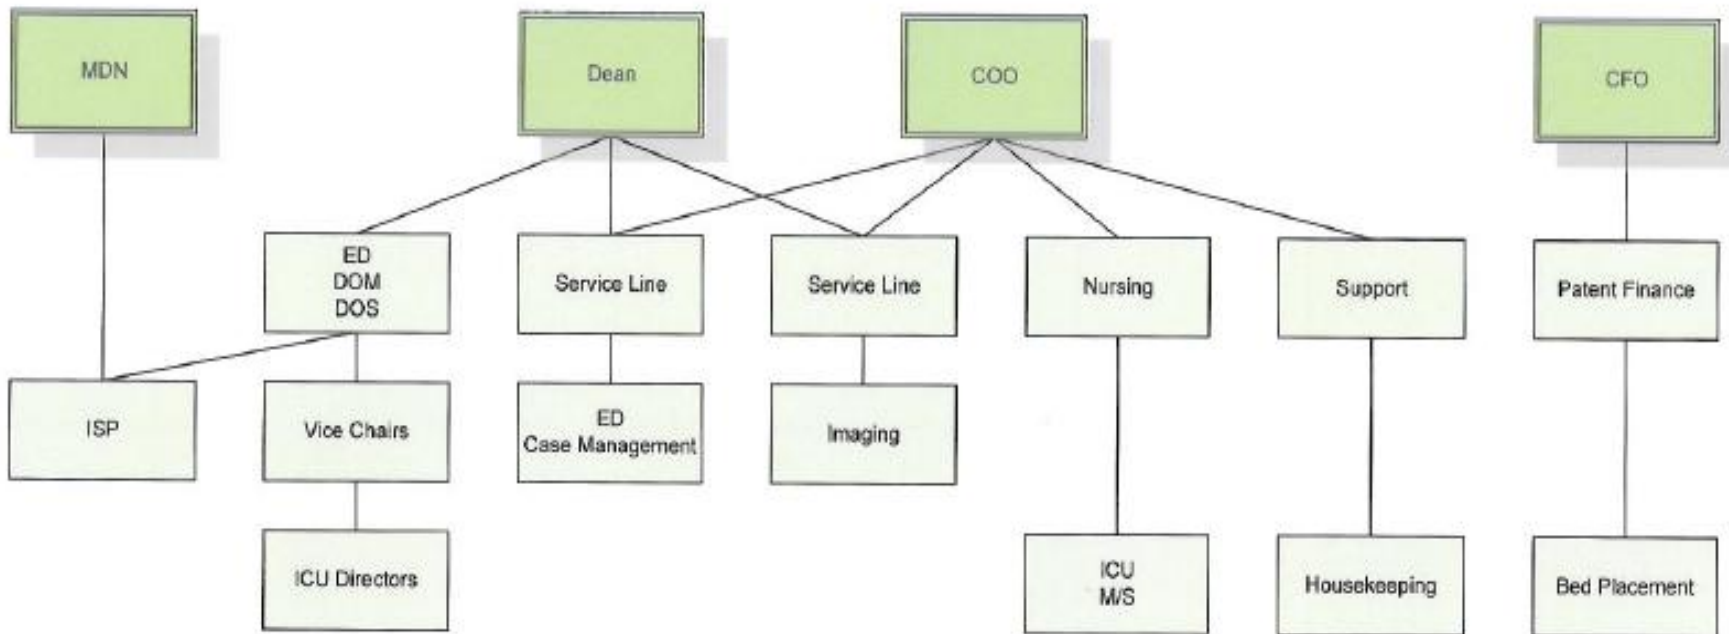 MDN
Dean
COO
CFO
ED
DOM
DOS
Service Line
Service Line
Nursing
Support
Patent Finance
ISP
Vice Chairs
ED
Case Management
Imaging
ICU Directors
ICU
M/S
Housekeeping
Bed Placement